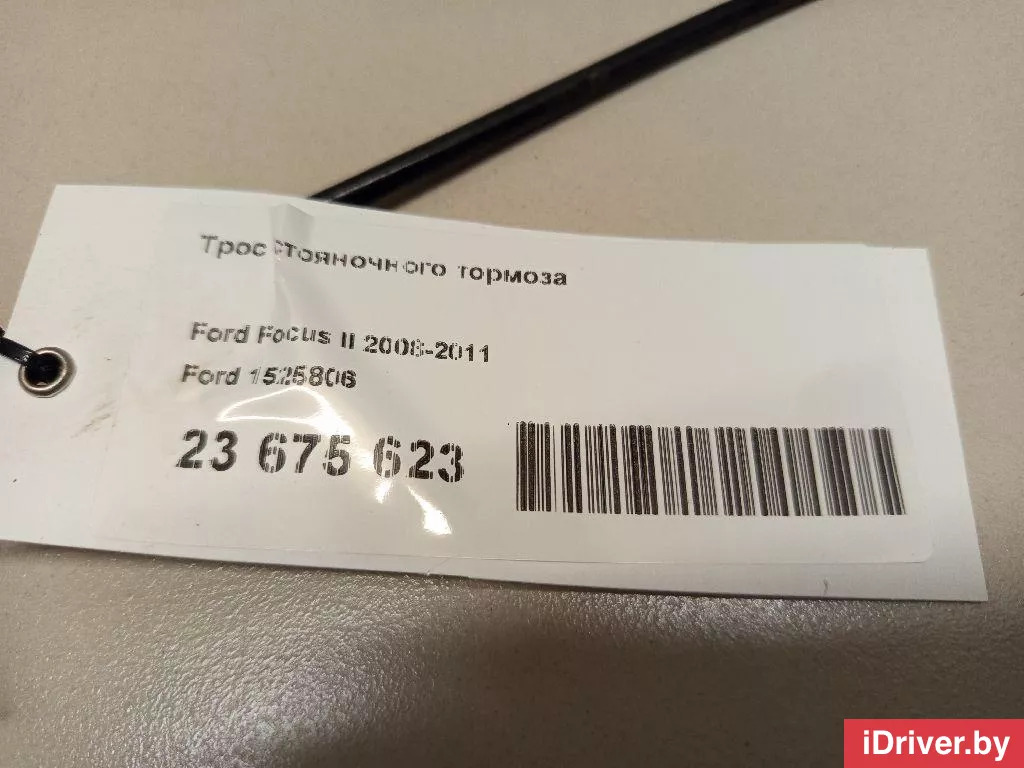 Трос стояночного тормоза
Ford Focus II 2008-2011
Ford 1525806
23 675 623
iDriver.by